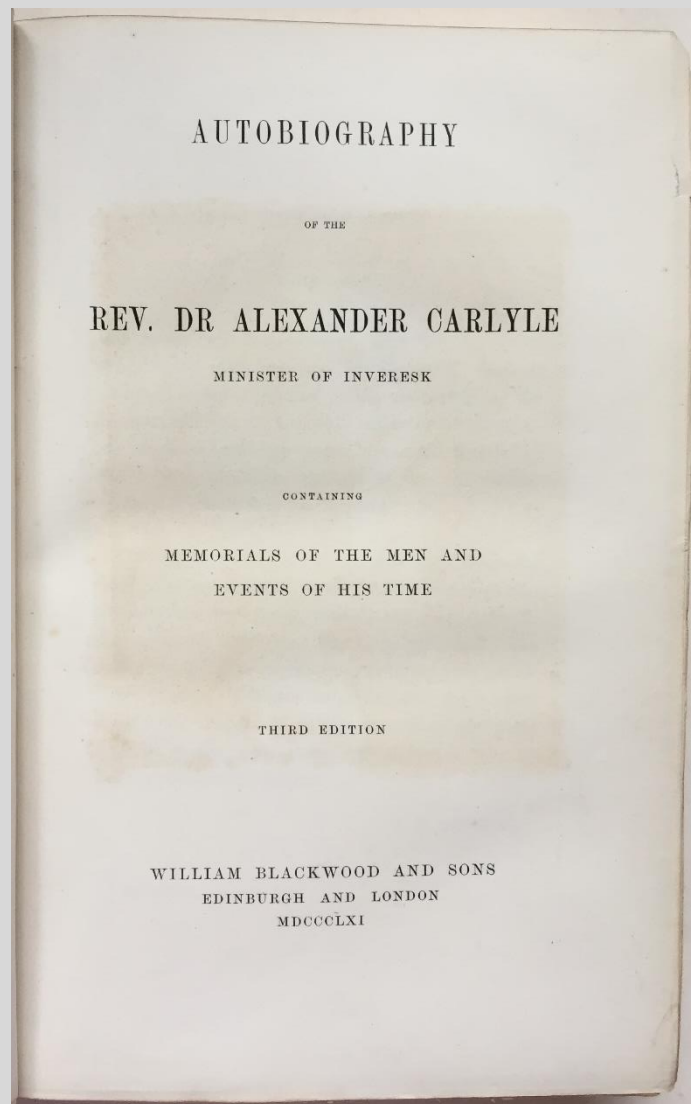 AUTOBIOGRAPHY
OF THE
REV. DR ALEXANDER CARLYLE
MINISTER OF INVERESK
CONTAINING
MEMORIALS OF THE MEN AND
EVENTS OF HIS TIME
THIRD EDITION
WILLIAM BLACKWOOD AND SONS
EDINBURGH AND LONDON
MDCCCLXI